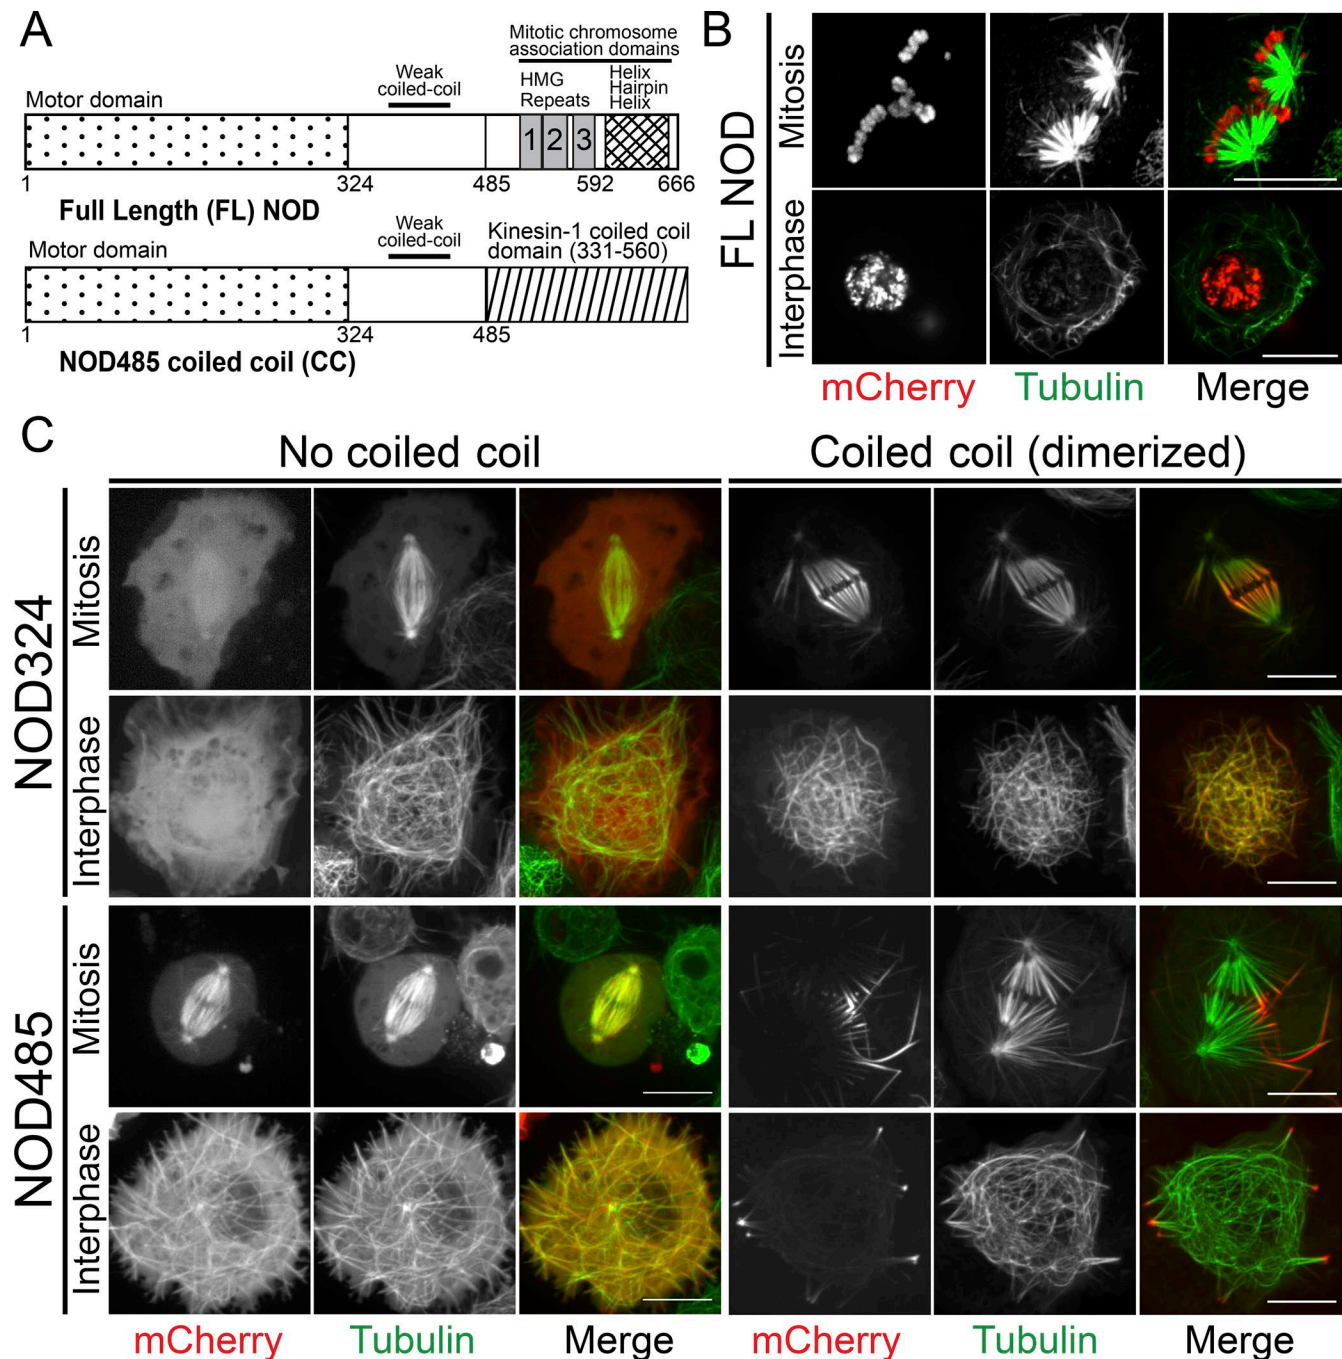 A
Mitotic chromosome
association domains
Weak
coiled-coil
HMG
Repeats
Helix
Hairpin
Helix
Motor domain
1 2 3
1 324 485 592 666
Full Length (FL) NOD
Weak
coiled-coil
Kinesin-1 coiled coil
domain (331-560)
Motor domain
1 324 485
NOD485 coiled coil (CC)
B
FL NOD
Mitosis
Interphase
mCherry Tubulin Merge
C
No coiled coil Coiled coil (dimerized)
NOD324
Mitosis
Interphase
NOD485
Mitosis
Interphase
mCherry Tubulin Merge mCherry Tubulin Merge